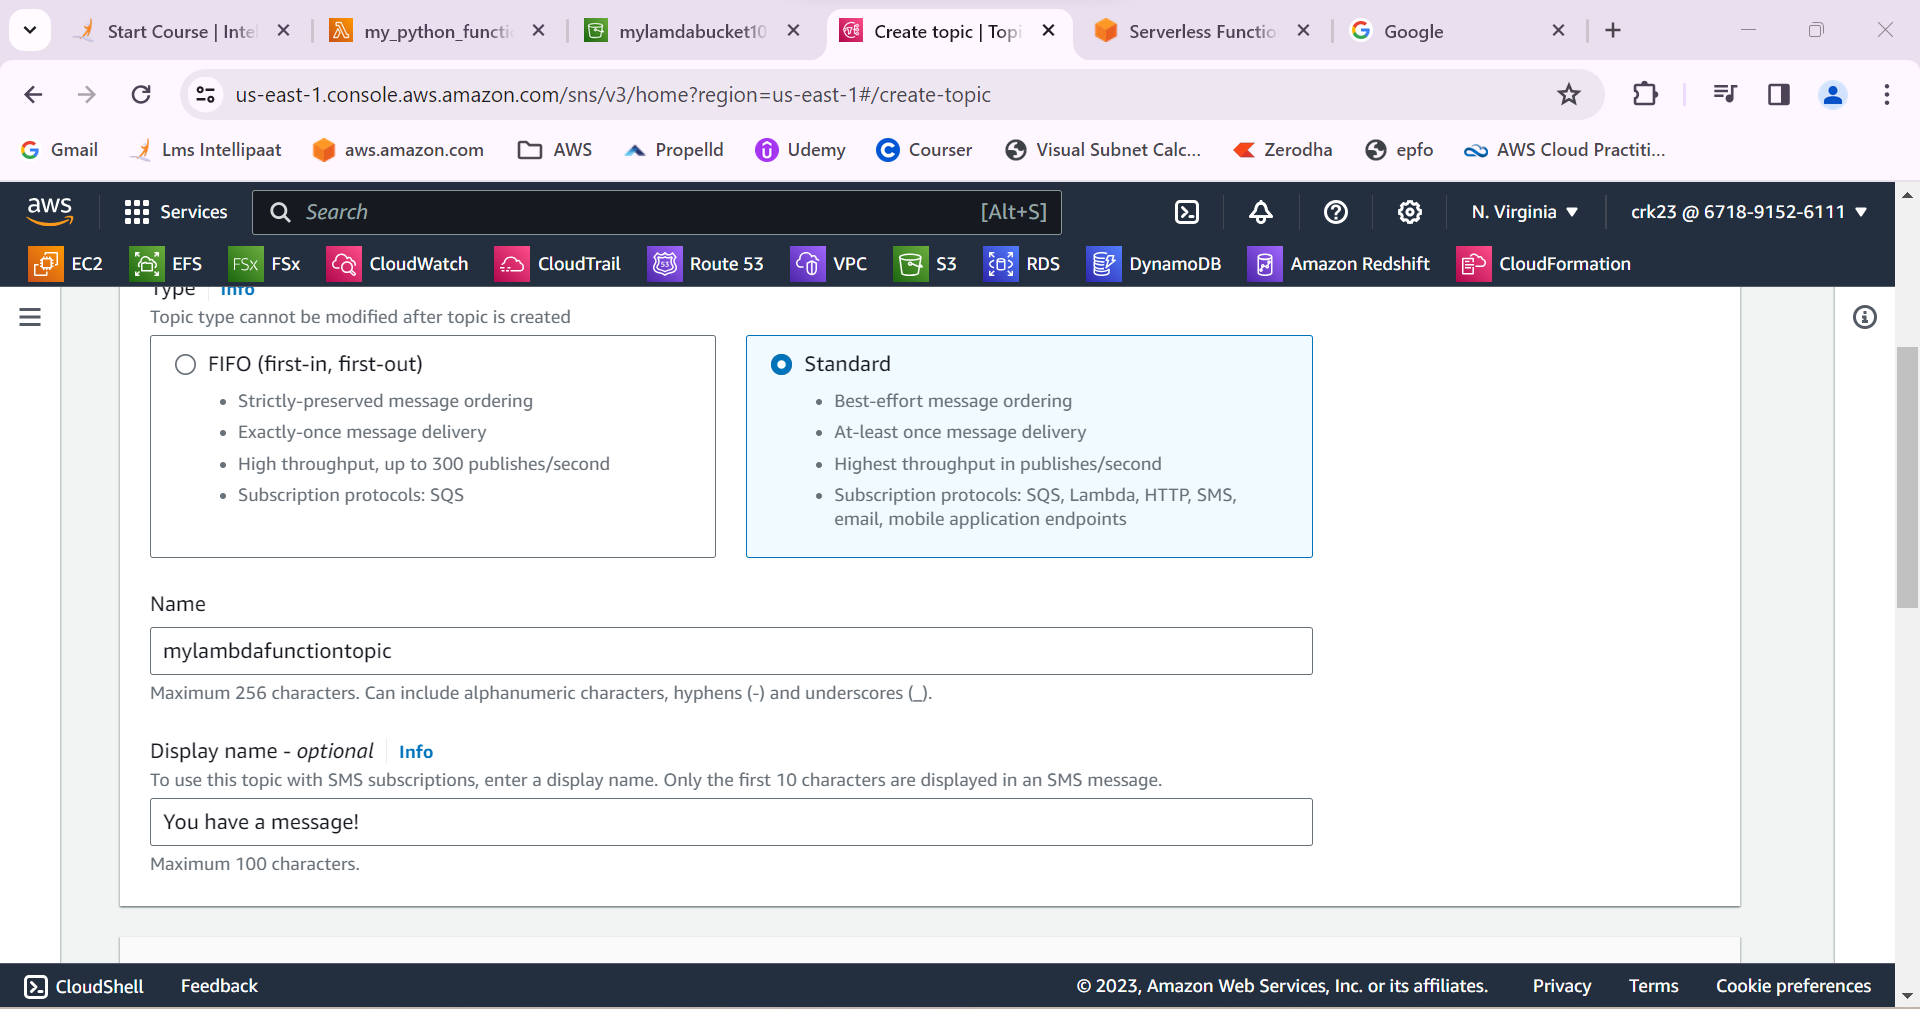 Start Course | Inte
my_python_functi
mylamdabucket10
Create topic | Topi
Serverless Functio
Google
us-east-1.console.aws.amazon.com/sns/v3/home?region=us-east-1#/create-topic
Gmail
Lms Intellipaat
aws.amazon.com
AWS
Propelld
Udemy
Courser
Visual Subnet Calc...
Zerodha
epfo
AWS Cloud Practiti...
aws
Services
Search
[Alt+S]
N. Virginia
crk23 @ 6718-9152-6111
EC2
EFS
FSx
FSx
CloudWatch
CloudTrail
53
Route 53
VPC
S3
RDS
DynamoDB
Amazon Redshift
CloudFormation
Type
Info
Topic type cannot be modified after topic is created
FIFO (first-in, first-out)
• Strictly-preserved message ordering
• Exactly-once message delivery
• High throughput, up to 300 publishes/second
• Subscription protocols: SQS
Standard
• Best-effort message ordering
• At-least once message delivery
• Highest throughput in publishes/second
• Subscription protocols: SQS, Lambda, HTTP, SMS,
email, mobile application endpoints
Name
mylambdafunctiontopic
Maximum 256 characters. Can include alphanumeric characters, hyphens (-) and underscores (_).
Display name - optional
Info
To use this topic with SMS subscriptions, enter a display name. Only the first 10 characters are displayed in an SMS message.
You have a message!
Maximum 100 characters.
CloudShell
Feedback
© 2023, Amazon Web Services, Inc. or its affiliates.
Privacy
Terms
Cookie preferences